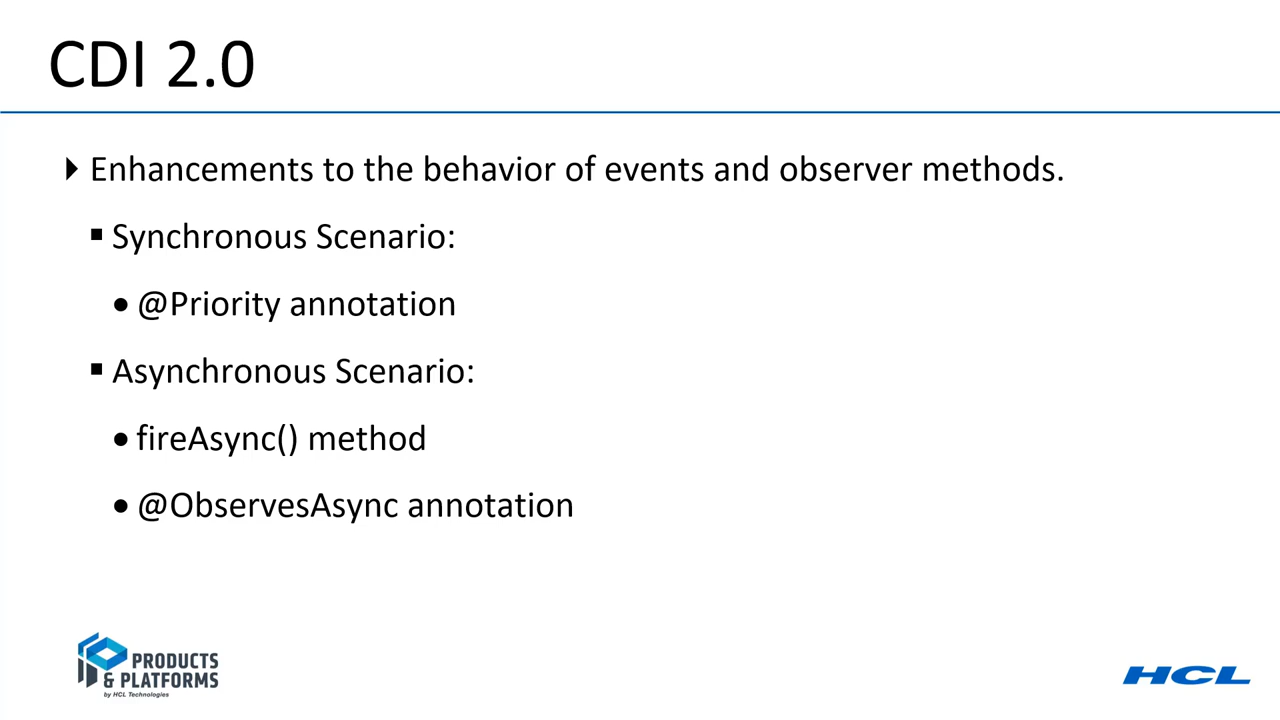 CDI 2.0
Enhancements to the behavior of events and observer methods.
Synchronous Scenario:
@Priority annotation
Asynchronous Scenario:
fireAsync() method
@ObservesAsync annotation
PRODUCTS
& PLATFORMS
by HCL Technologies
HCL